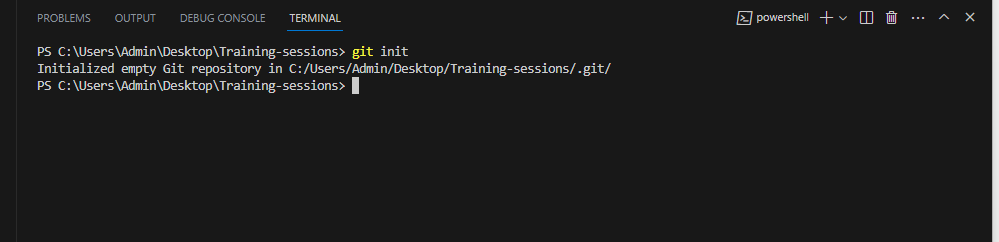 PROBLEMS OUTPUT DEBUG CONSOLE TERMINAL powershell
PS C:\Users\Admin\Desktop\Training-sessions> git init
Initialized empty Git repository in C:/Users/Admin/Desktop/Training-sessions/.git/
PS C:\Users\Admin\Desktop\Training-sessions>